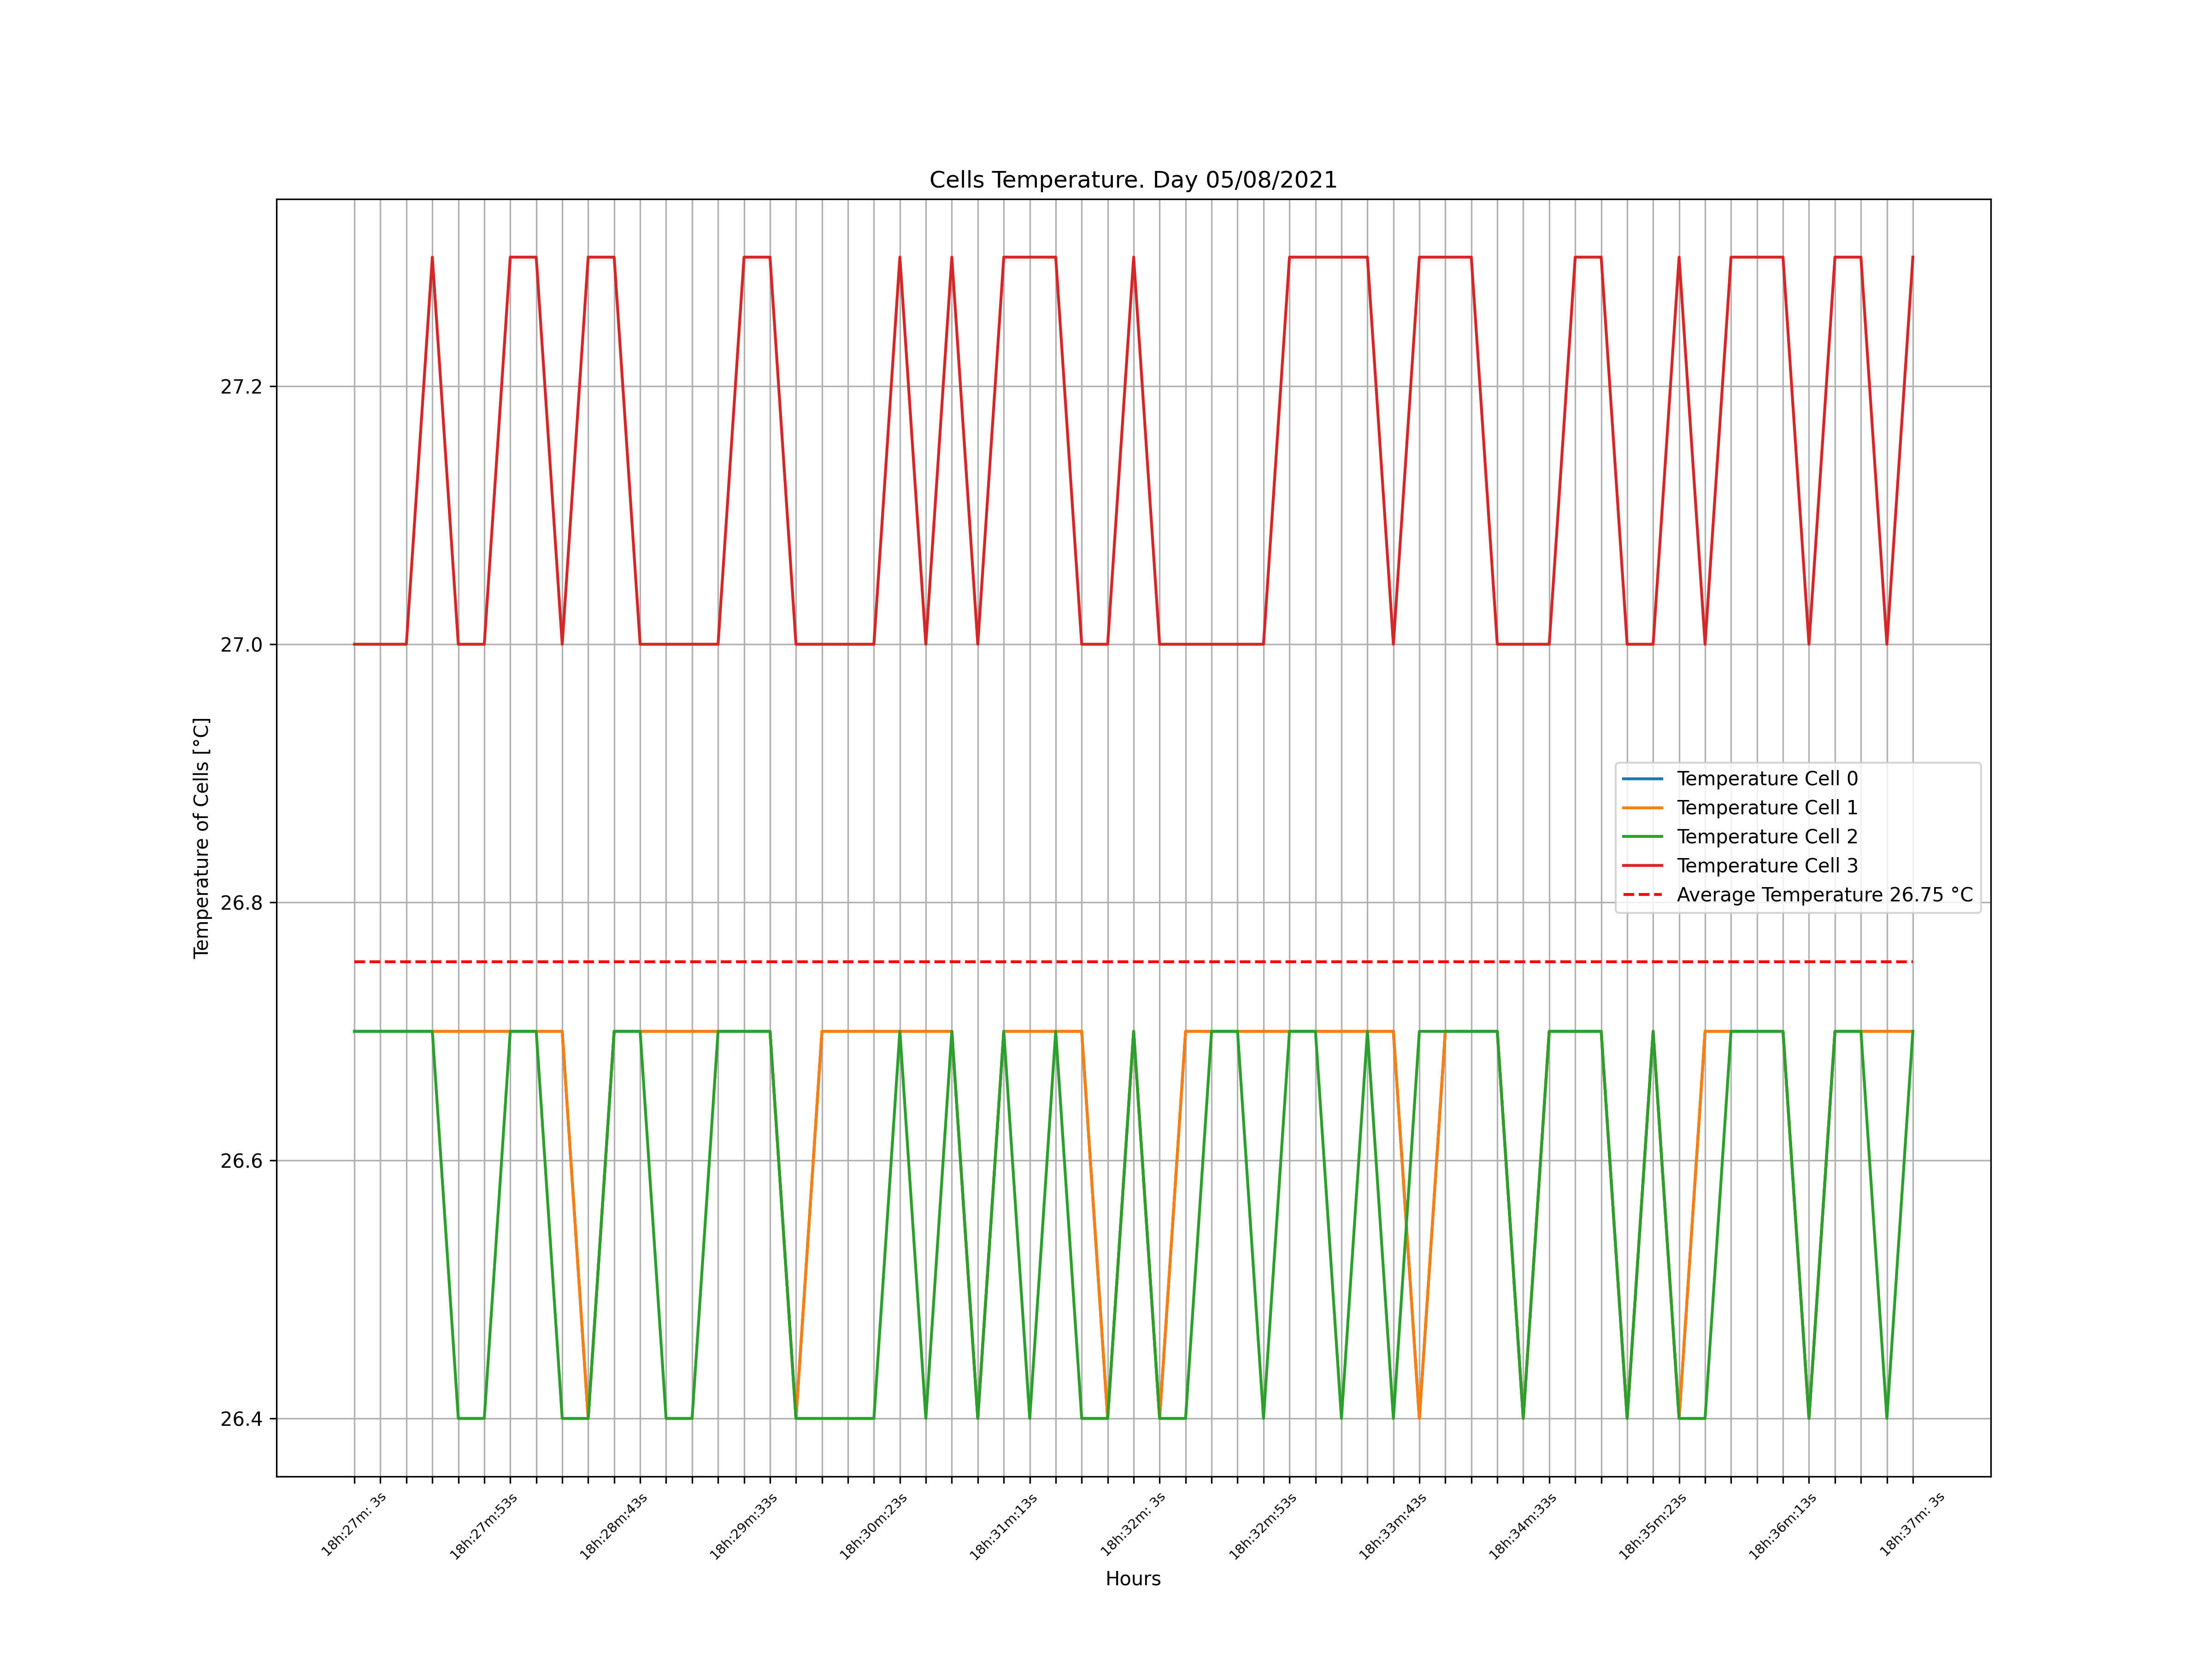 Cells Temperature. Day 05/08/2021
Temperature of Cells [°C]
27.2
27.0
26.8
26.6
26.4
Temperature Cell 0
Temperature Cell 1
Temperature Cell 2
Temperature Cell 3
Average Temperature 26.75 °C
18h:27m: 3s
18h:27m:53s
18h:28m:43s
18h:29m:33s
18h:30m:23s
18h:31m:13s
18h:32m: 3s
18h:32m:53s
18h:33m:43s
18h:34m:33s
18h:35m:23s
18h:36m:13s
18h:37m: 3s
Hours